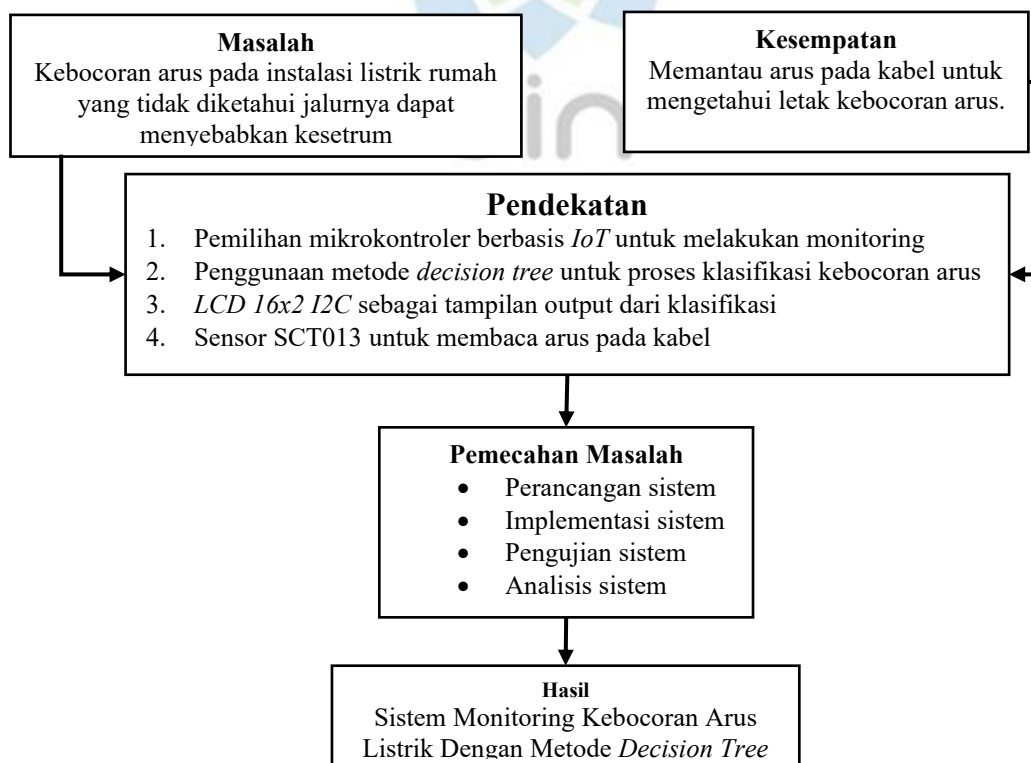 Masalah
Kebocoran arus pada instalasi listrik rumah
yang tidak diketahui jalurnya dapat
menyebabkan kesetrum
Kesempatan
Memantau arus pada kabel untuk
mengetahui letak kebocoran arus.
Pendekatan
1. Pemilihan mikrokontroler berbasis IoT untuk melakukan monitoring
2. Penggunaan metode decision tree untuk proses klasifikasi kebocoran arus
3. LCD 16x2 I2C sebagai tampilan output dari klasifikasi
4. Sensor SCT013 untuk membaca arus pada kabel
Pemecahan Masalah
• Perancangan sistem
• Implementasi sistem
• Pengujian sistem
• Analisis sistem
Hasil
Sistem Monitoring Kebocoran Arus
Listrik Dengan Metode Decision Tree